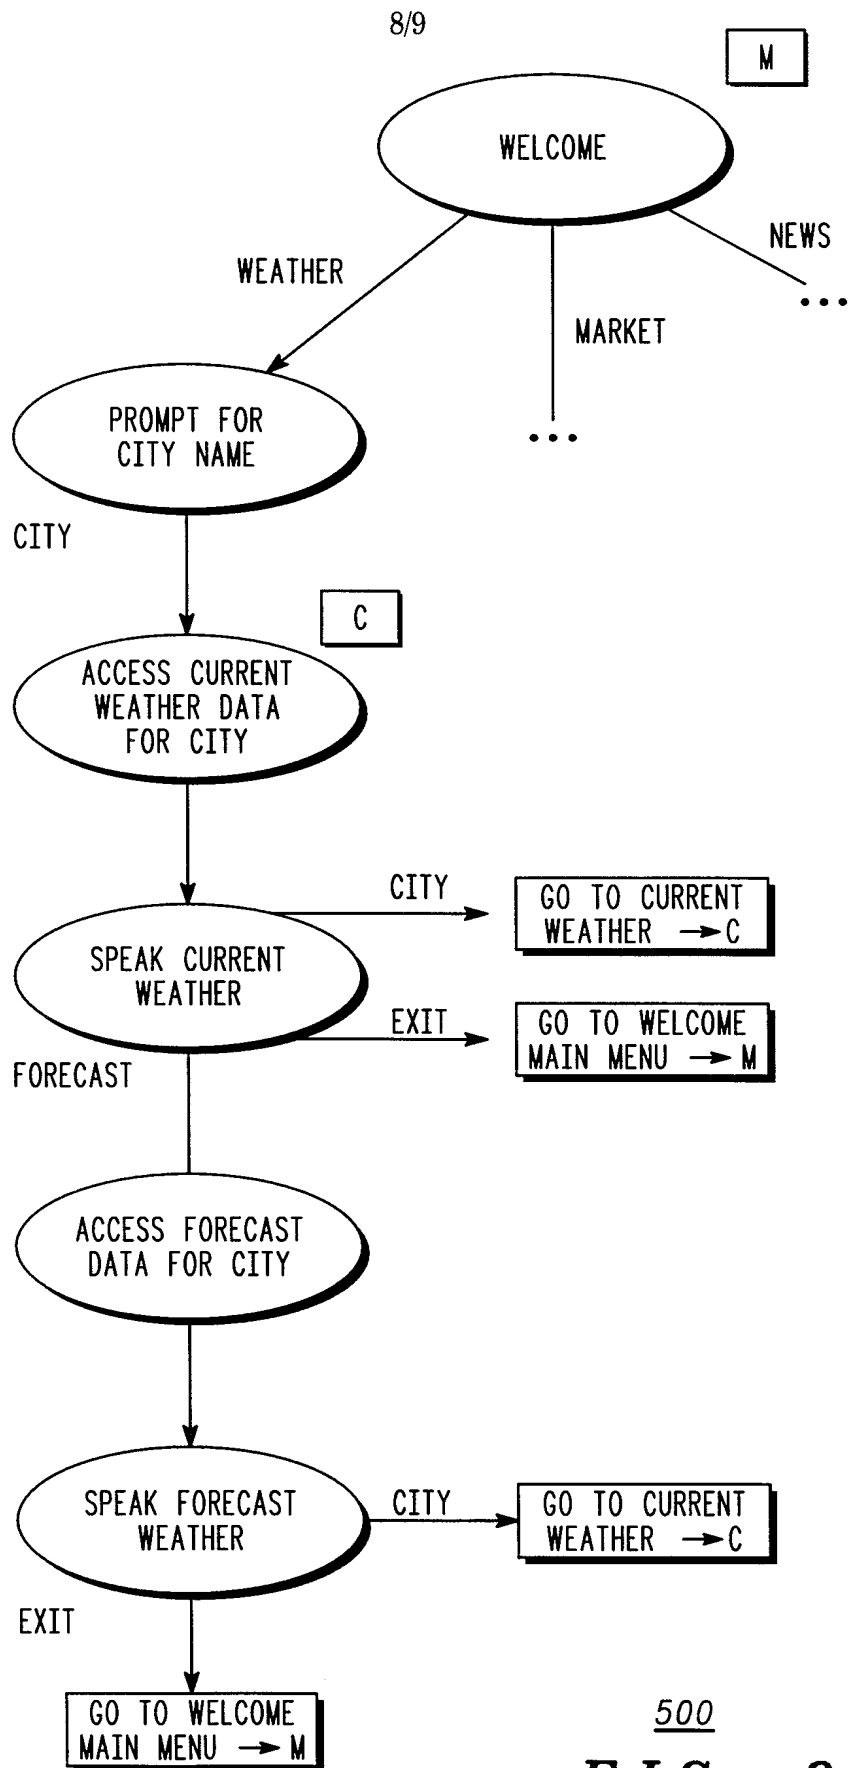 8/9
M
WELCOME
NEWS
WEATHER
MARKET
...
...
PROMPT FOR
CITY NAME
CITY
C
ACCESS CURRENT
WEATHER DATA
FOR CITY
CITY
GO TO CURRENT
WEATHER → C
SPEAK CURRENT
WEATHER
EXIT
GO TO WELCOME
MAIN MENU → M
FORECAST
ACCESS FORECAST
DATA FOR CITY
SPEAK FORECAST
WEATHER
CITY
GO TO CURRENT
WEATHER → C
EXIT
GO TO WELCOME
MAIN MENU → M
500